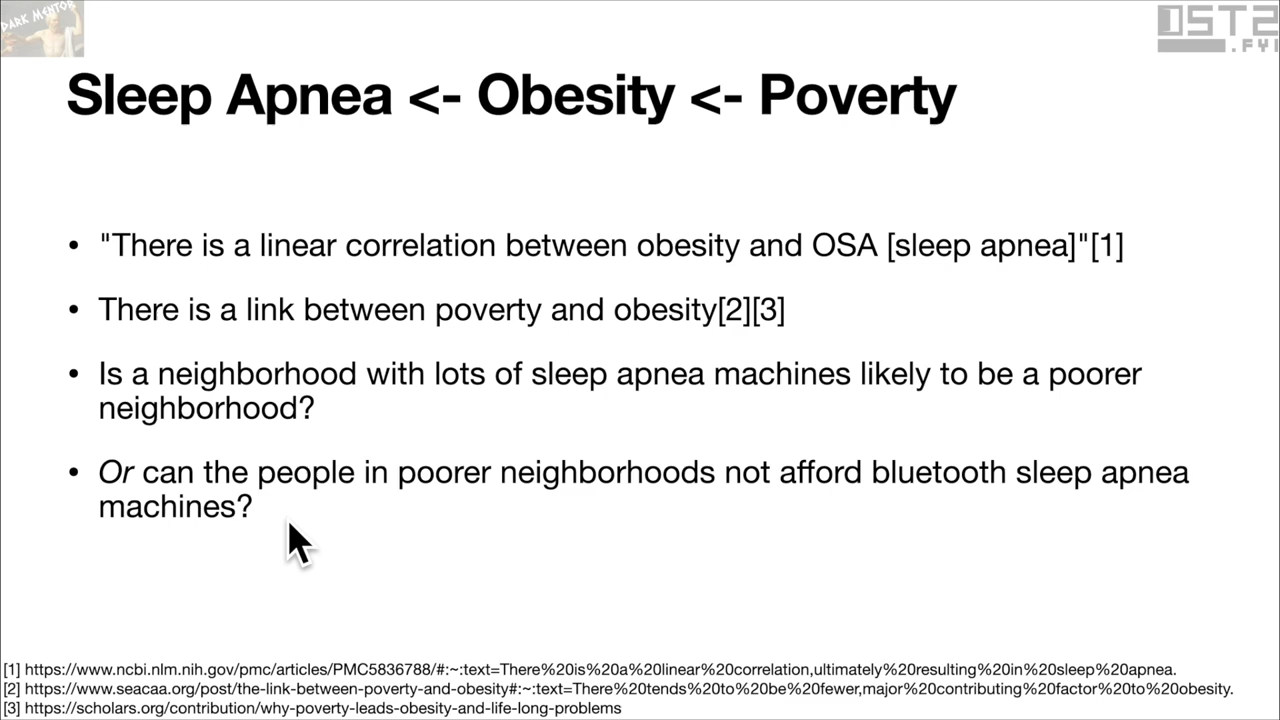 DARK MENTOR
OST2
.FYI
Sleep Apnea <- Obesity <- Poverty
• "There is a linear correlation between obesity and OSA [sleep apnea]"[1]
• There is a link between poverty and obesity[2][3]
• Is a neighborhood with lots of sleep apnea machines likely to be a poorer
neighborhood?
• Or can the people in poorer neighborhoods not afford bluetooth sleep apnea
machines?
[1] https://www.ncbi.nlm.nih.gov/pmc/articles/PMC5836788/#:~:text=There%20is%20a%20linear%20correlation,ultimately%20resulting%20in%20sleep%20apnea.
[2] https://www.seacaa.org/post/the-link-between-poverty-and-obesity#:~:text=There%20tends%20to%20be%20fewer,major%20contributing%20factor%20to%20obesity.
[3] https://scholars.org/contribution/why-poverty-leads-obesity-and-life-long-problems